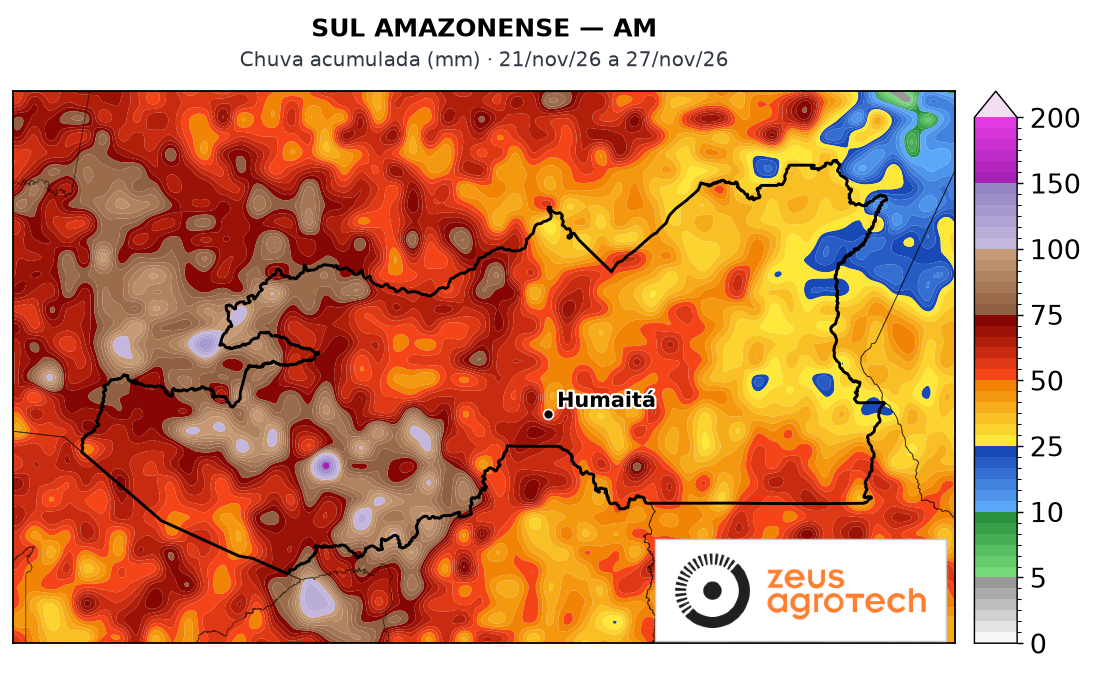 SUL AMAZONENSE — AM
Chuva acumulada (mm) · 21/nov/26 a 27/nov/26
200
150
100
75
50
25
10
5
0
Humaitá
zeus
agrotech